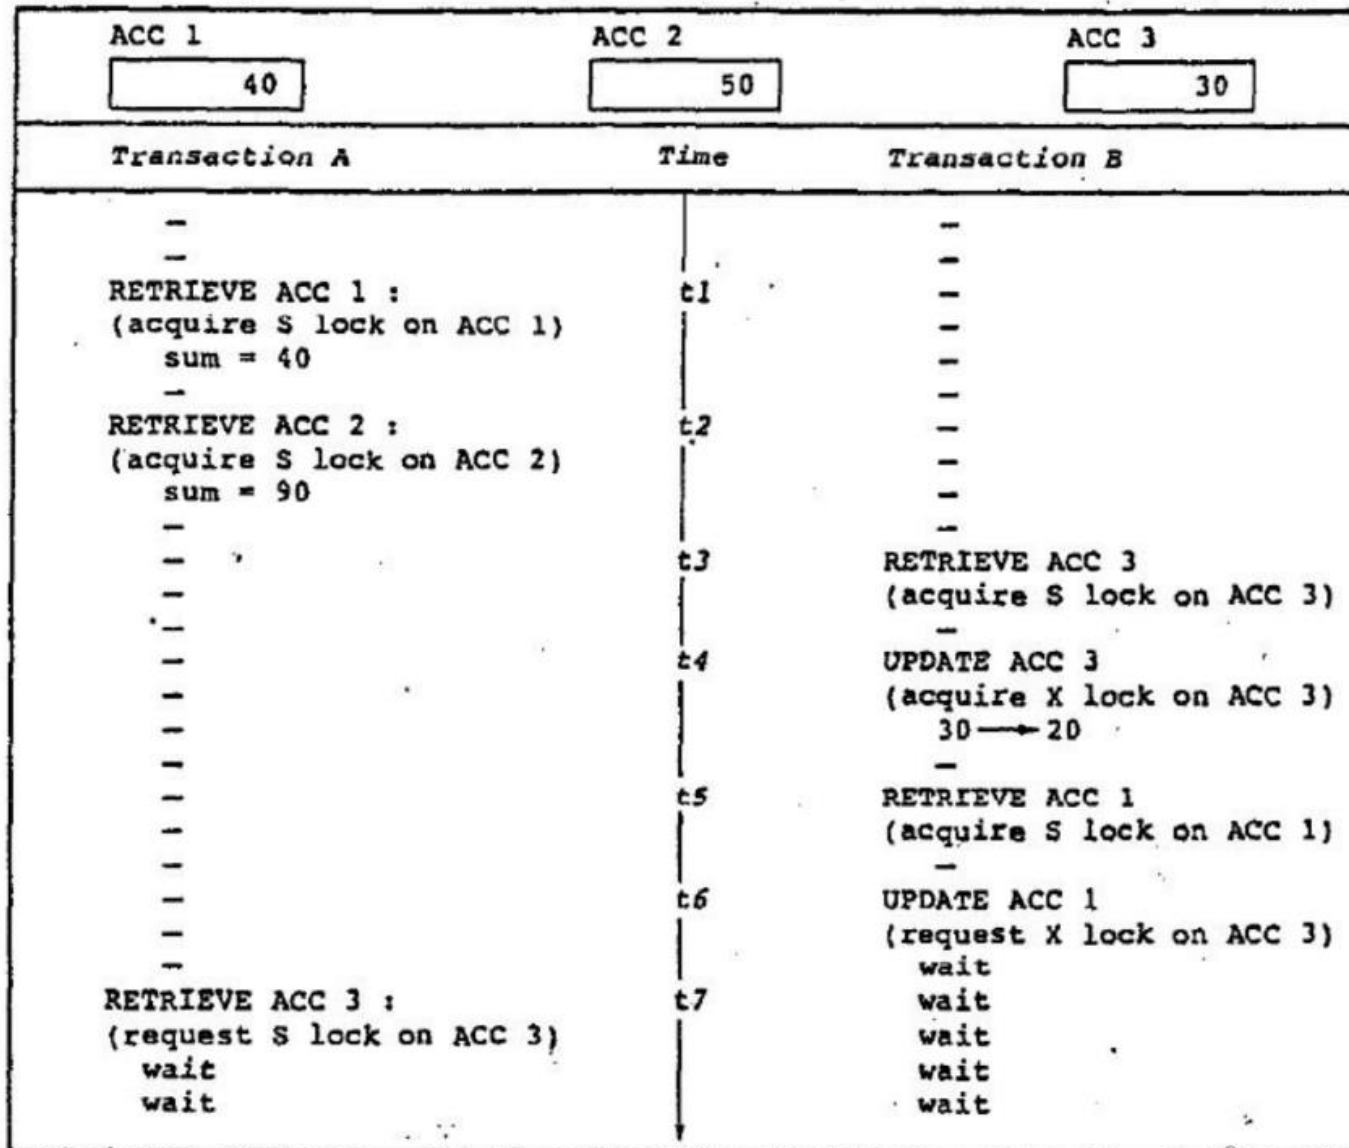 ACC 1 ACC 2 ACC 3
40 50 30
Transaction A Time Transaction B
– –
– –
RETRIEVE ACC 1 : t1 –
(acquire S lock on ACC 1) –
sum = 40 –
– –
RETRIEVE ACC 2 : t2 –
(acquire S lock on ACC 2) –
sum = 90 –
– –
– t3 RETRIEVE ACC 3
– (acquire S lock on ACC 3)
– –
– t4 UPDATE ACC 3
– (acquire X lock on ACC 3)
– 30 → 20
– –
– t5 RETRIEVE ACC 1
– (acquire S lock on ACC 1)
– –
– t6 UPDATE ACC 1
– (request X lock on ACC 3)
– wait
RETRIEVE ACC 3 : t7 wait
(request S lock on ACC 3) wait
wait wait
wait wait